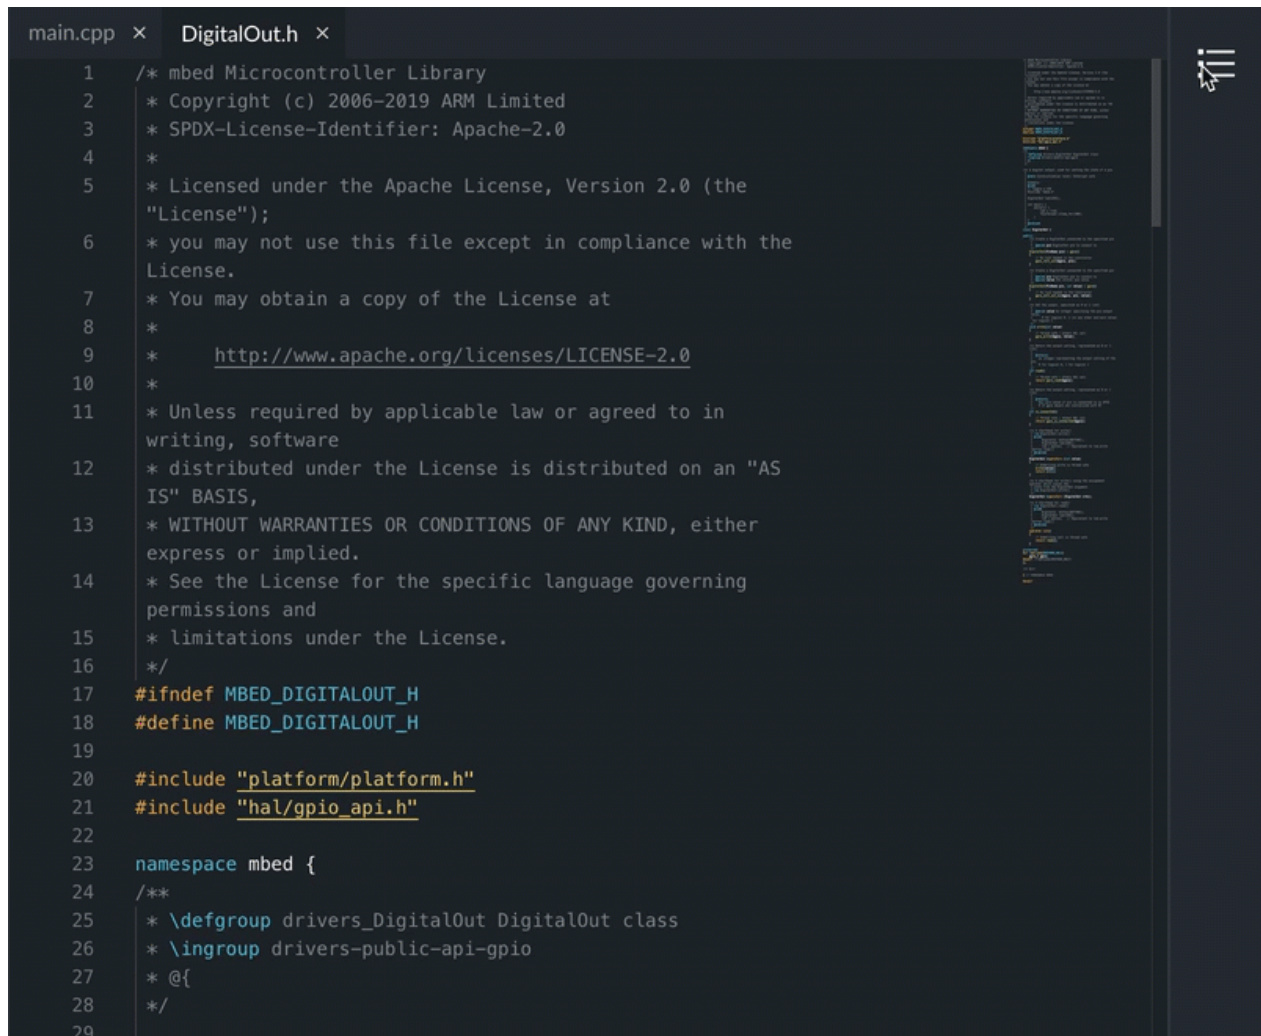 main.cpp × DigitalOut.h ×
1 /* mbed Microcontroller Library
2 * Copyright (c) 2006-2019 ARM Limited
3 * SPDX-License-Identifier: Apache-2.0
4 *
5 * Licensed under the Apache License, Version 2.0 (the
"License");
6 * you may not use this file except in compliance with the
License.
7 * You may obtain a copy of the License at
8 *
9 * http://www.apache.org/licenses/LICENSE-2.0
10 *
11 * Unless required by applicable law or agreed to in
writing, software
12 * distributed under the License is distributed on an "AS
IS" BASIS,
13 * WITHOUT WARRANTIES OR CONDITIONS OF ANY KIND, either
express or implied.
14 * See the License for the specific language governing
permissions and
15 * limitations under the License.
16 */
17 #ifndef MBED_DIGITALOUT_H
18 #define MBED_DIGITALOUT_H
19
20 #include "platform/platform.h"
21 #include "hal/gpio_api.h"
22
23 namespace mbed {
24 /**
25 * \defgroup drivers_DigitalOut DigitalOut class
26 * \ingroup drivers-public-api-gpio
27 * @{
28 */
29